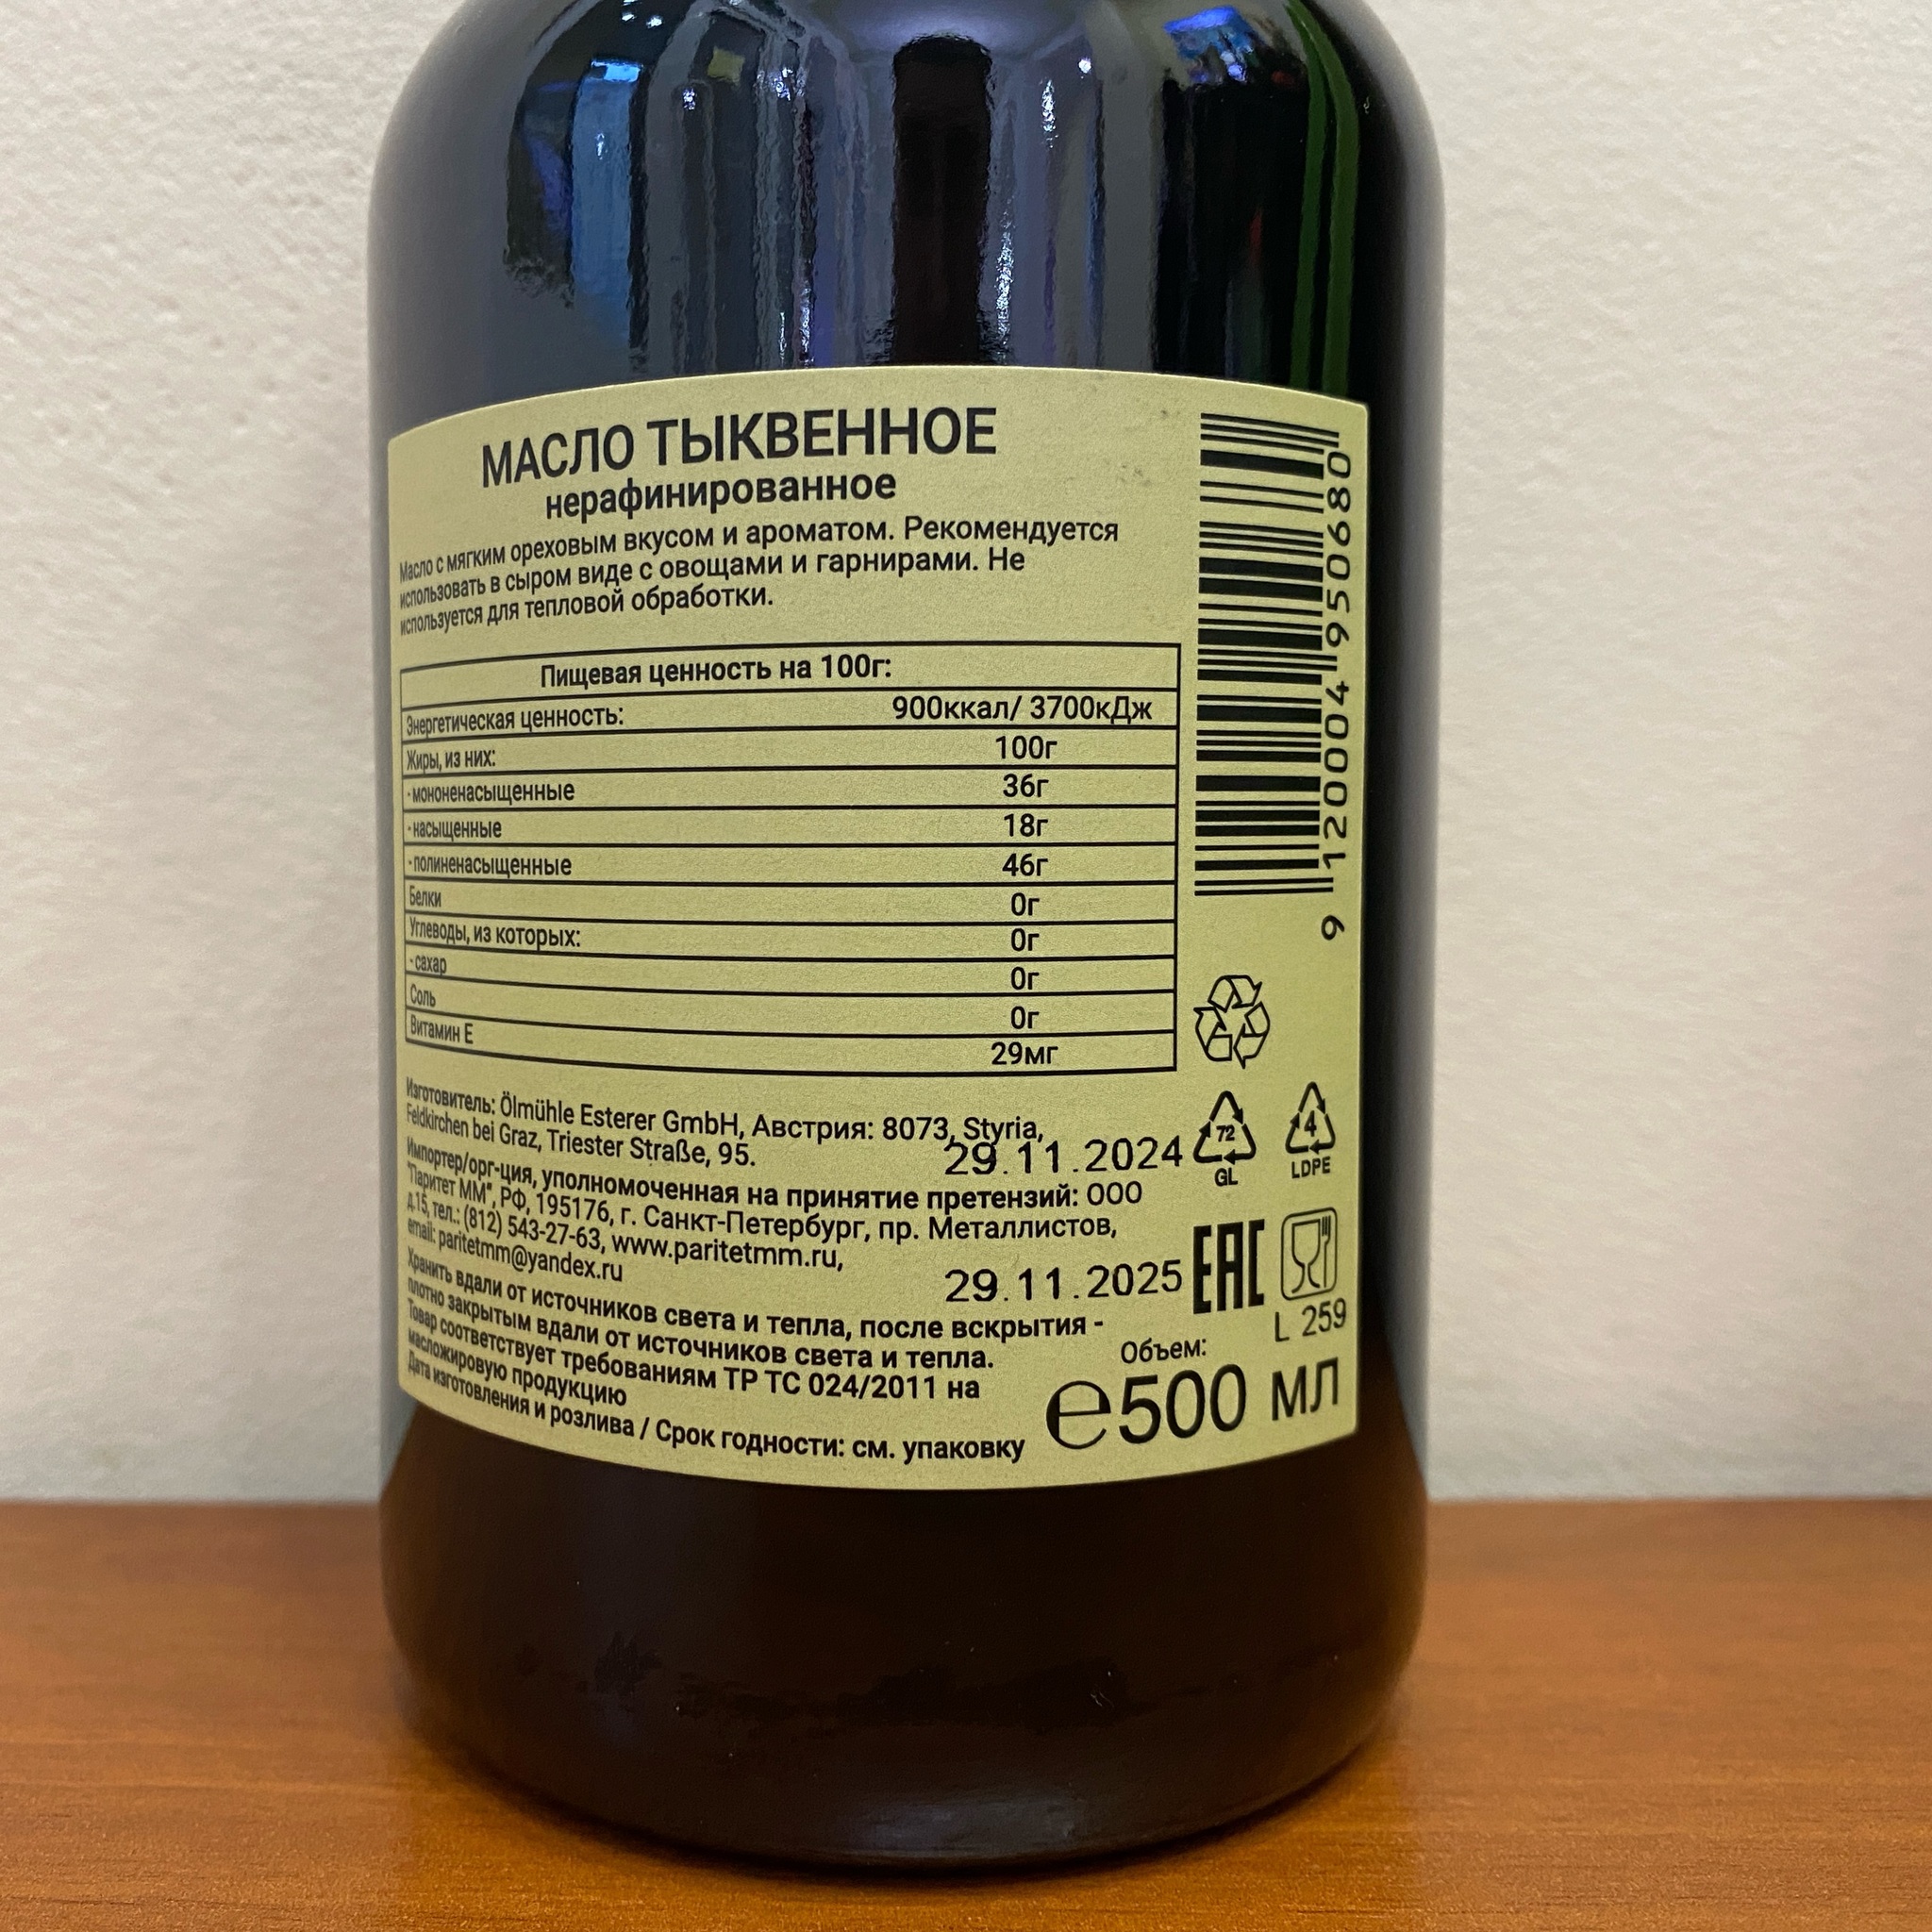 МАСЛО ТЫКВЕННОЕ
нерафинированное
Масло с мягким ореховым вкусом и ароматом. Рекомендуется
использовать в сыром виде с овощами и гарнирами. Не
используется для тепловой обработки.
Пищевая ценность на 100г:
Энергетическая ценность: 900ккал/ 3700кДж
Жиры, из них: 100г
-мононенасыщенные 36г
-насыщенные 18г
-полиненасыщенные 46г
Белки 0г
Углеводы, из которых: 0г
-сахар 0г
Соль 0г
Витамин Е 29мг
Изготовитель: Ölmühle Esterer GmbH, Австрия: 8073, Styria,
Feldkirchen bei Graz, Triester Straße, 95.
29.11.2024
Импортер/орг-ция, уполномоченная на принятие претензий: ООО
"Паритет ММ", РФ, 195176, г. Санкт-Петербург, пр. Металлистов,
д.15, тел.: (812) 543-27-63, www.paritetmm.ru,
email: paritetmm@yandex.ru
29.11.2025
Хранить вдали от источников света и тепла, после вскрытия -
плотно закрытым вдали от источников света и тепла.
Товар соответствует требованиям ТР ТС 024/2011 на
масложировую продукцию
Дата изготовления и розлива / Срок годности: см. упаковку
9 120004 950680
72
GL
4
LDPE
EAC
L 259
Объем:
℮500 МЛ